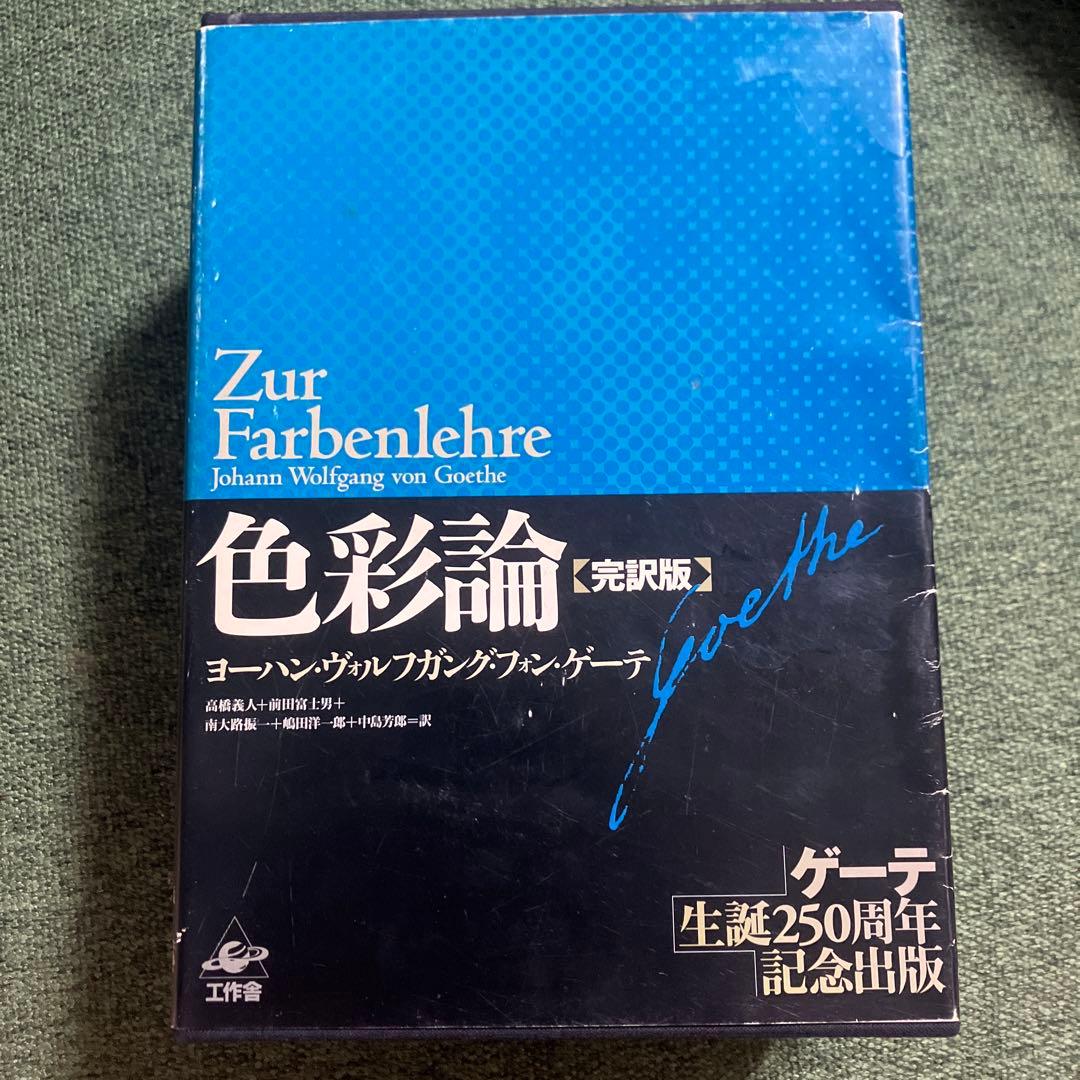 Zur
Farbenlehre
Johann Wolfgang von Goethe
色彩論【完訳版】
Goethe
ヨーハン・ヴォルフガング・フォン・ゲーテ
高橋義人+前田富士男+
南大路振一+嶋田洋一郎+中島芳郎=訳
ゲーテ
生誕250周年
記念出版
工作舎